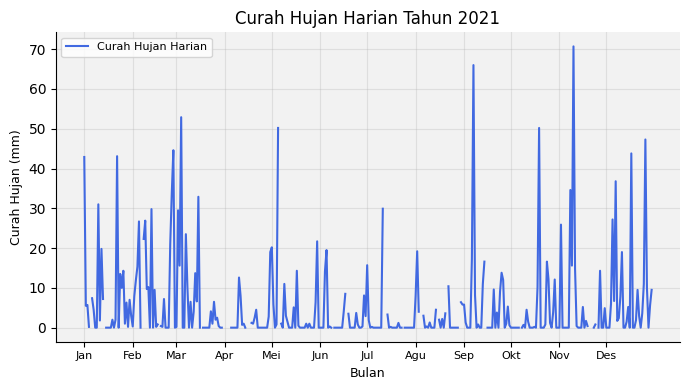 Curah Hujan Harian Tahun 2021
Curah Hujan Harian
Curah Hujan (mm)
70
60
50
40
30
20
10
0
Jan Feb Mar Apr Mei Jun Jul Agu Sep Okt Nov Des
Bulan